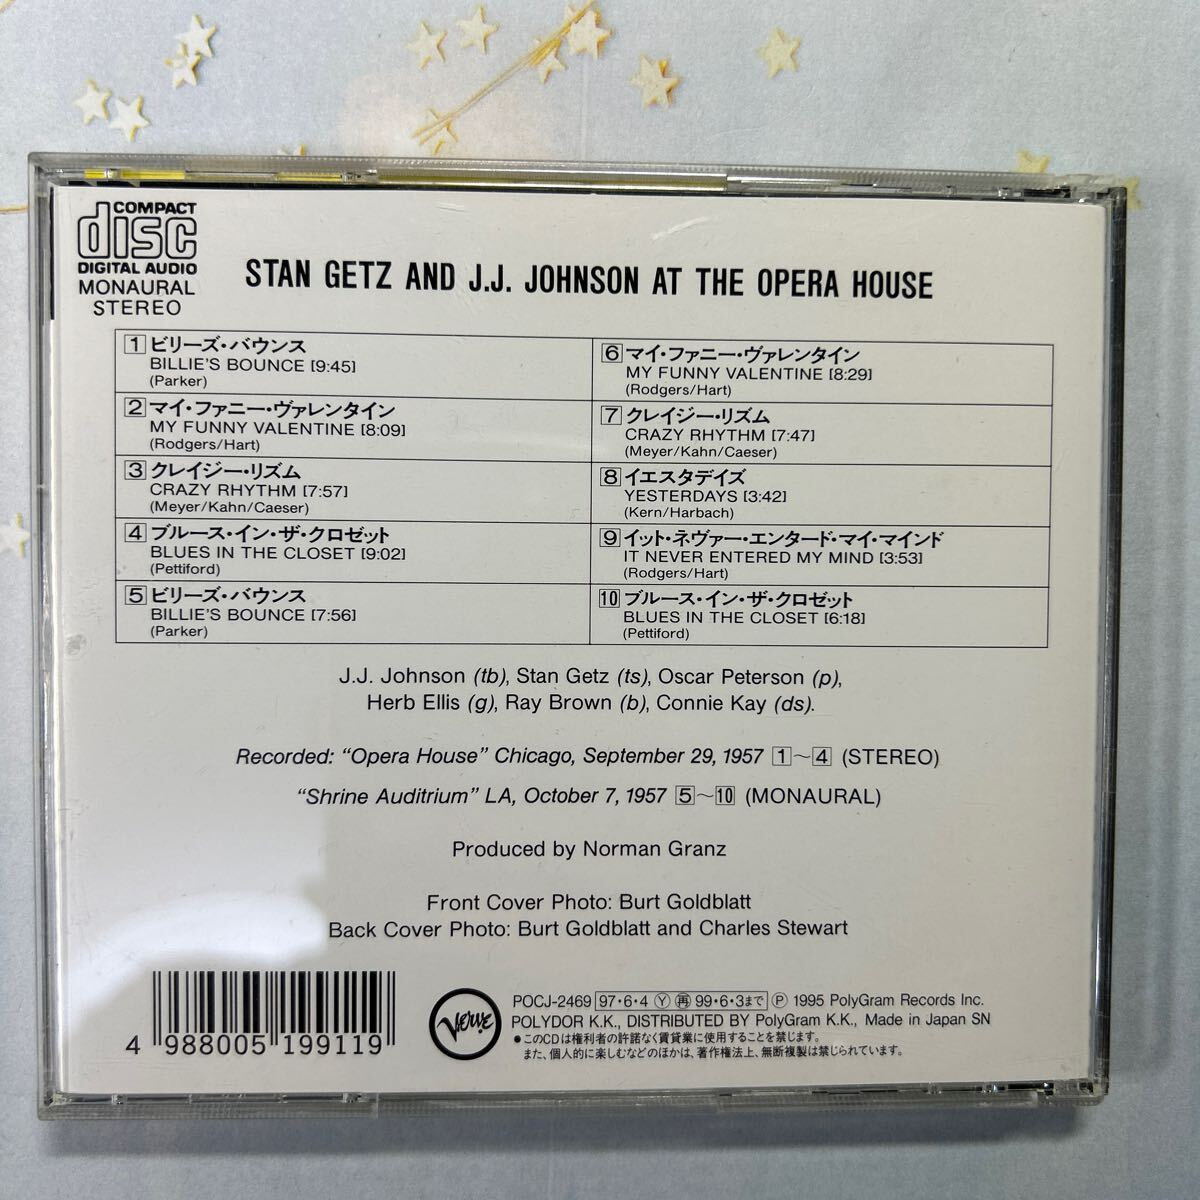 COMPACT
disc
DIGITAL AUDIO
MONAURAL
STEREO
STAN GETZ AND J.J. JOHNSON AT THE OPERA HOUSE
1 ビリーズ・バウンス
BILLIE'S BOUNCE [9:45]
(Parker)
2 マイ・ファニー・ヴァレンタイン
MY FUNNY VALENTINE [8:09]
(Rodgers/Hart)
3 クレイジー・リズム
CRAZY RHYTHM [7:57]
(Meyer/Kahn/Caeser)
4 ブルース・イン・ザ・クロゼット
BLUES IN THE CLOSET [9:02]
(Pettiford)
5 ビリーズ・バウンス
BILLIE'S BOUNCE [7:56]
(Parker)
6 マイ・ファニー・ヴァレンタイン
MY FUNNY VALENTINE [8:29]
(Rodgers/Hart)
7 クレイジー・リズム
CRAZY RHYTHM [7:47]
(Meyer/Kahn/Caeser)
8 イエスタデイズ
YESTERDAYS [3:42]
(Kern/Harbach)
9 イット・ネヴァー・エンタード・マイ・マインド
IT NEVER ENTERED MY MIND [3:53]
(Rodgers/Hart)
10 ブルース・イン・ザ・クロゼット
BLUES IN THE CLOSET [6:18]
(Pettiford)
J.J. Johnson (tb), Stan Getz (ts), Oscar Peterson (p),
Herb Ellis (g), Ray Brown (b), Connie Kay (ds).
Recorded: "Opera House" Chicago, September 29, 1957 1～4 (STEREO)
"Shrine Auditrium" LA, October 7, 1957 5～10 (MONAURAL)
Produced by Norman Granz
Front Cover Photo: Burt Goldblatt
Back Cover Photo: Burt Goldblatt and Charles Stewart
4 988005 199119
Verve
POCJ-2469 97・6・4 Ⓨ 再 99・6・3まで Ⓟ 1995 PolyGram Records Inc.
POLYDOR K.K., DISTRIBUTED BY PolyGram K.K., Made in Japan SN
●このCDは権利者の許諾なく賃貸業に使用することを禁じます。
また、個人的に楽しむなどのほかは、著作権法上、無断複製は禁じられています。